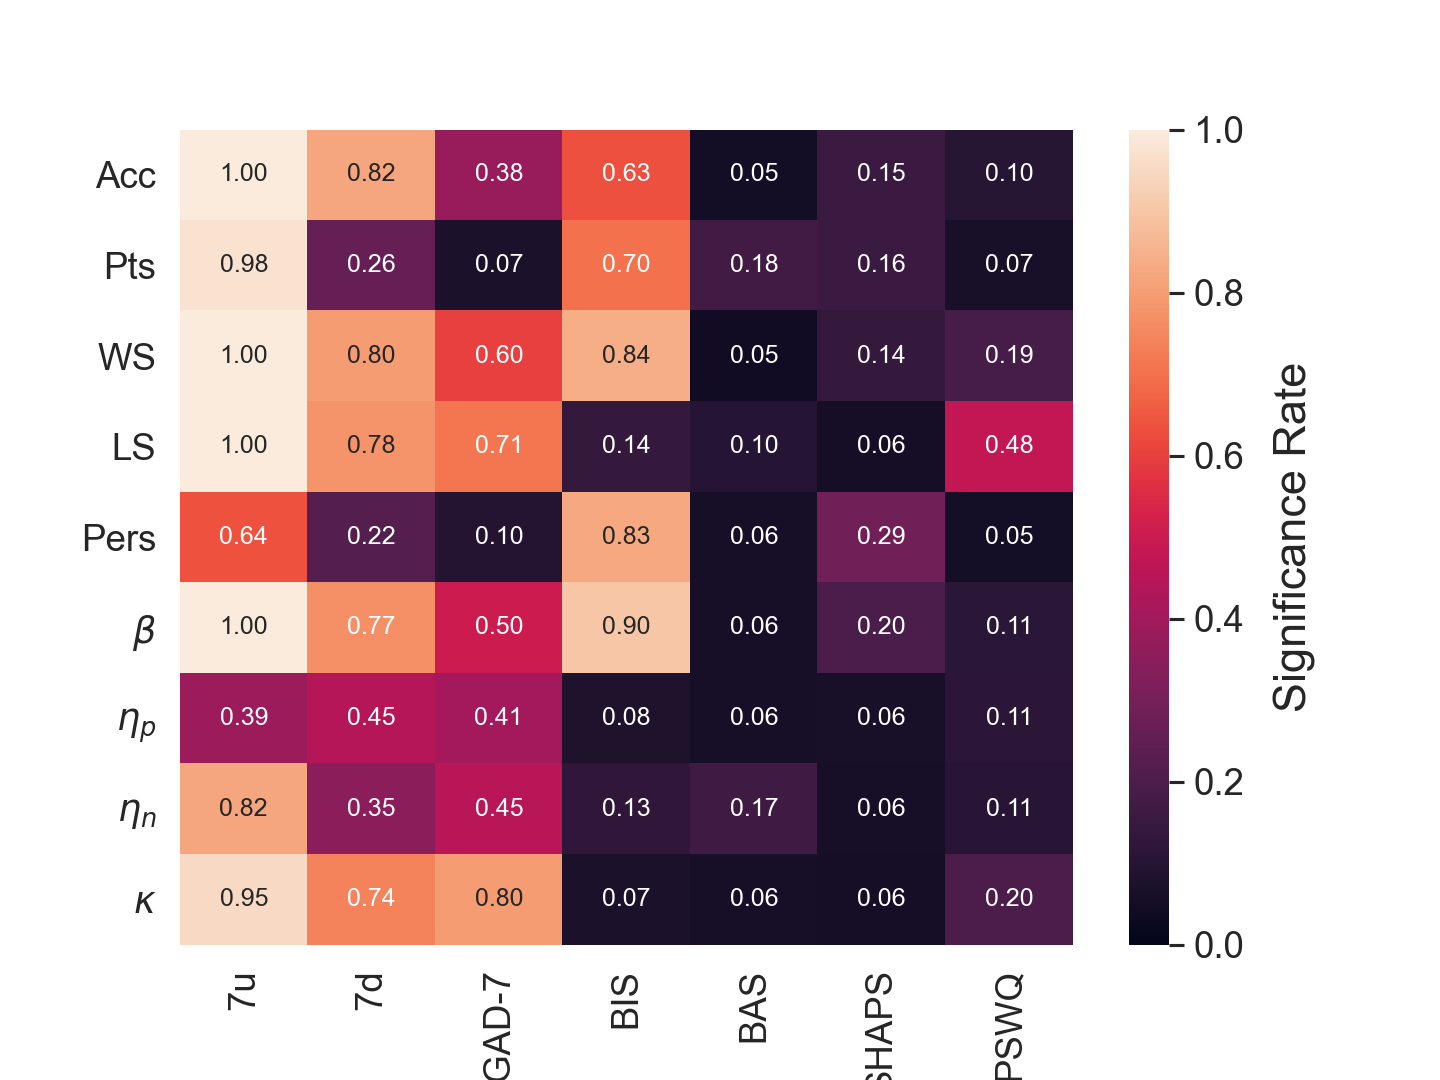 Acc 1.00 0.82 0.38 0.63 0.05 0.15 0.10
Pts 0.98 0.26 0.07 0.70 0.18 0.16 0.07
WS 1.00 0.80 0.60 0.84 0.05 0.14 0.19
LS 1.00 0.78 0.71 0.14 0.10 0.06 0.48
Pers 0.64 0.22 0.10 0.83 0.06 0.29 0.05
β 1.00 0.77 0.50 0.90 0.06 0.20 0.11
ηp 0.39 0.45 0.41 0.08 0.06 0.06 0.11
ηn 0.82 0.35 0.45 0.13 0.17 0.06 0.11
κ 0.95 0.74 0.80 0.07 0.06 0.06 0.20
7u 7d GAD-7 BIS BAS SHAPS PSWQ
1.0
0.8
0.6
0.4
0.2
0.0
Significance Rate